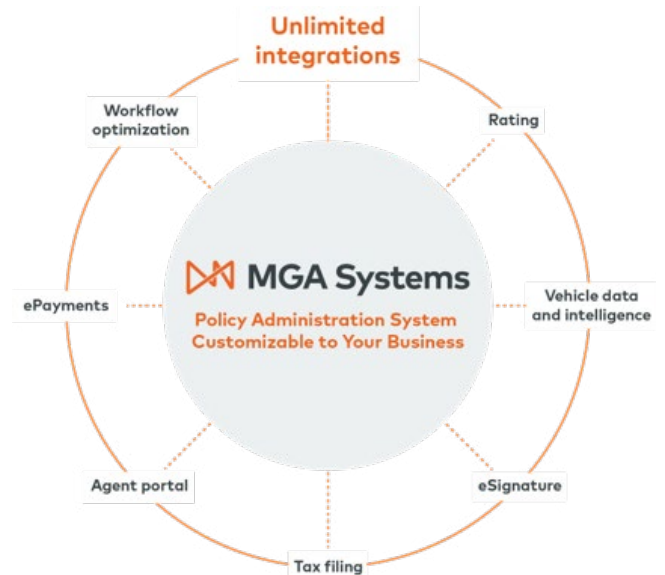 Unlimited
integrations
Workflow
optimization
Rating
MGA Systems
Policy Administration System
Customizable to Your Business
ePayments
Vehicle data
and intelligence
Agent portal
eSignature
Tax filing